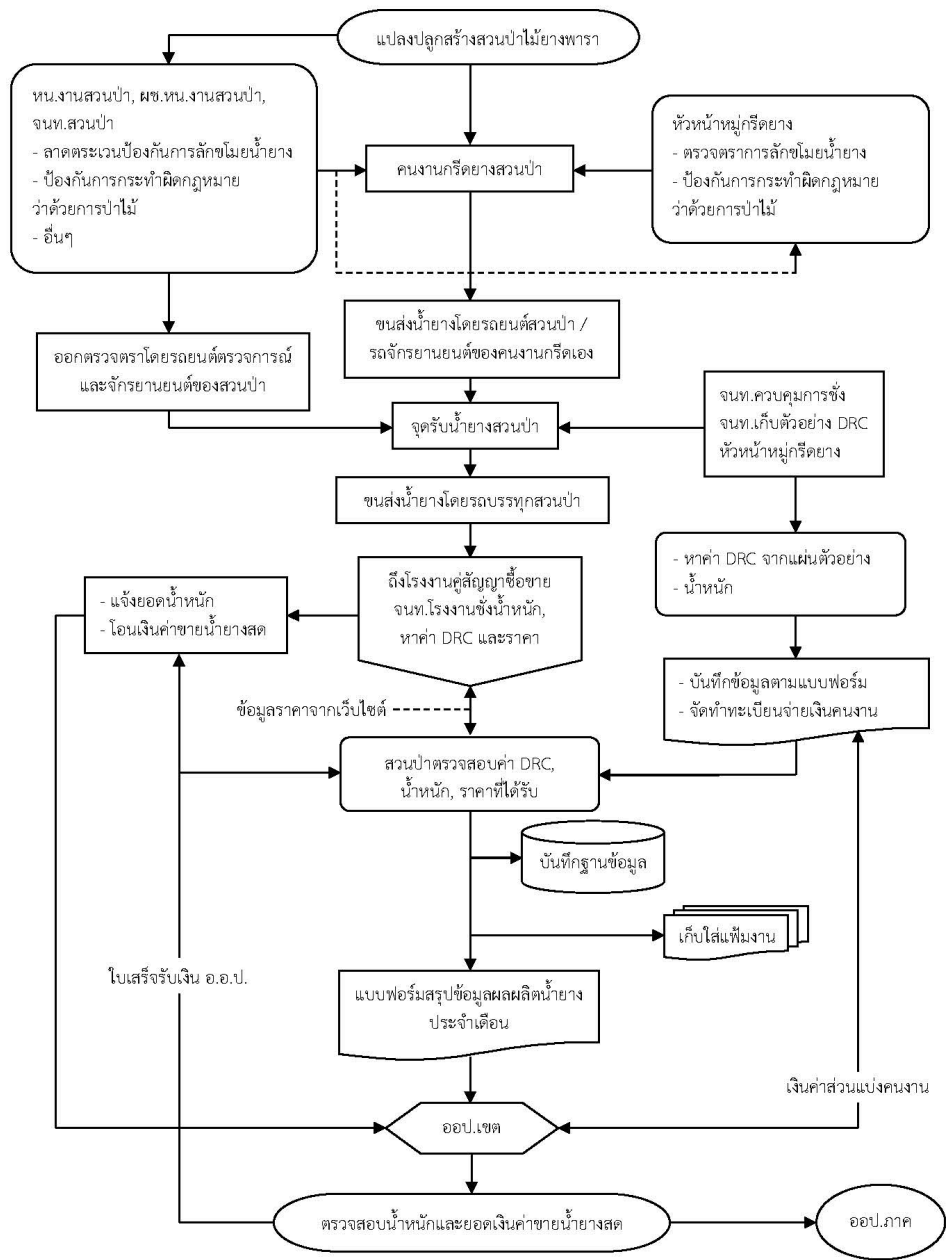 แปลงปลูกสร้างสวนป่าไม้ยางพารา
หน.งานสวนป่า, ผช.หน.งานสวนป่า,
จนท.สวนป่า
- ลาดตระเวนป้องกันการลักขโมยน้ำยาง
- ป้องกันการกระทำผิดกฎหมาย
ว่าด้วยการป่าไม้
- อื่นๆ
คนงานกรีดยางสวนป่า
หัวหน้าหมู่กรีดยาง
- ตรวจตราการลักขโมยน้ำยาง
- ป้องกันการกระทำผิดกฎหมาย
ว่าด้วยการป่าไม้
ขนส่งน้ำยางโดยรถยนต์สวนป่า /
รถจักรยานยนต์ของคนงานกรีดเอง
ออกตรวจตราโดยรถยนต์ตรวจการณ์
และจักรยานยนต์ของสวนป่า
จุดรับน้ำยางสวนป่า
จนท.ควบคุมการชั่ง
จนท.เก็บตัวอย่าง DRC
หัวหน้าหมู่กรีดยาง
ขนส่งน้ำยางโดยรถบรรทุกสวนป่า
- หาค่า DRC จากแผ่นตัวอย่าง
- น้ำหนัก
ถึงโรงงานคู่สัญญาซื้อขาย
จนท.โรงงานชั่งน้ำหนัก,
หาค่า DRC และราคา
- แจ้งยอดน้ำหนัก
- โอนเงินค่าขายน้ำยางสด
- บันทึกข้อมูลตามแบบฟอร์ม
- จัดทำทะเบียนจ่ายเงินคนงาน
ข้อมูลราคาจากเว็บไซต์
สวนป่าตรวจสอบค่า DRC,
น้ำหนัก, ราคาที่ได้รับ
บันทึกฐานข้อมูล
เก็บใส่แฟ้มงาน
ใบเสร็จรับเงิน อ.อ.ป.
แบบฟอร์มสรุปข้อมูลผลผลิตน้ำยาง
ประจำเดือน
เงินค่าส่วนแบ่งคนงาน
ออป.เขต
ตรวจสอบน้ำหนักและยอดเงินค่าขายน้ำยางสด
ออป.ภาค